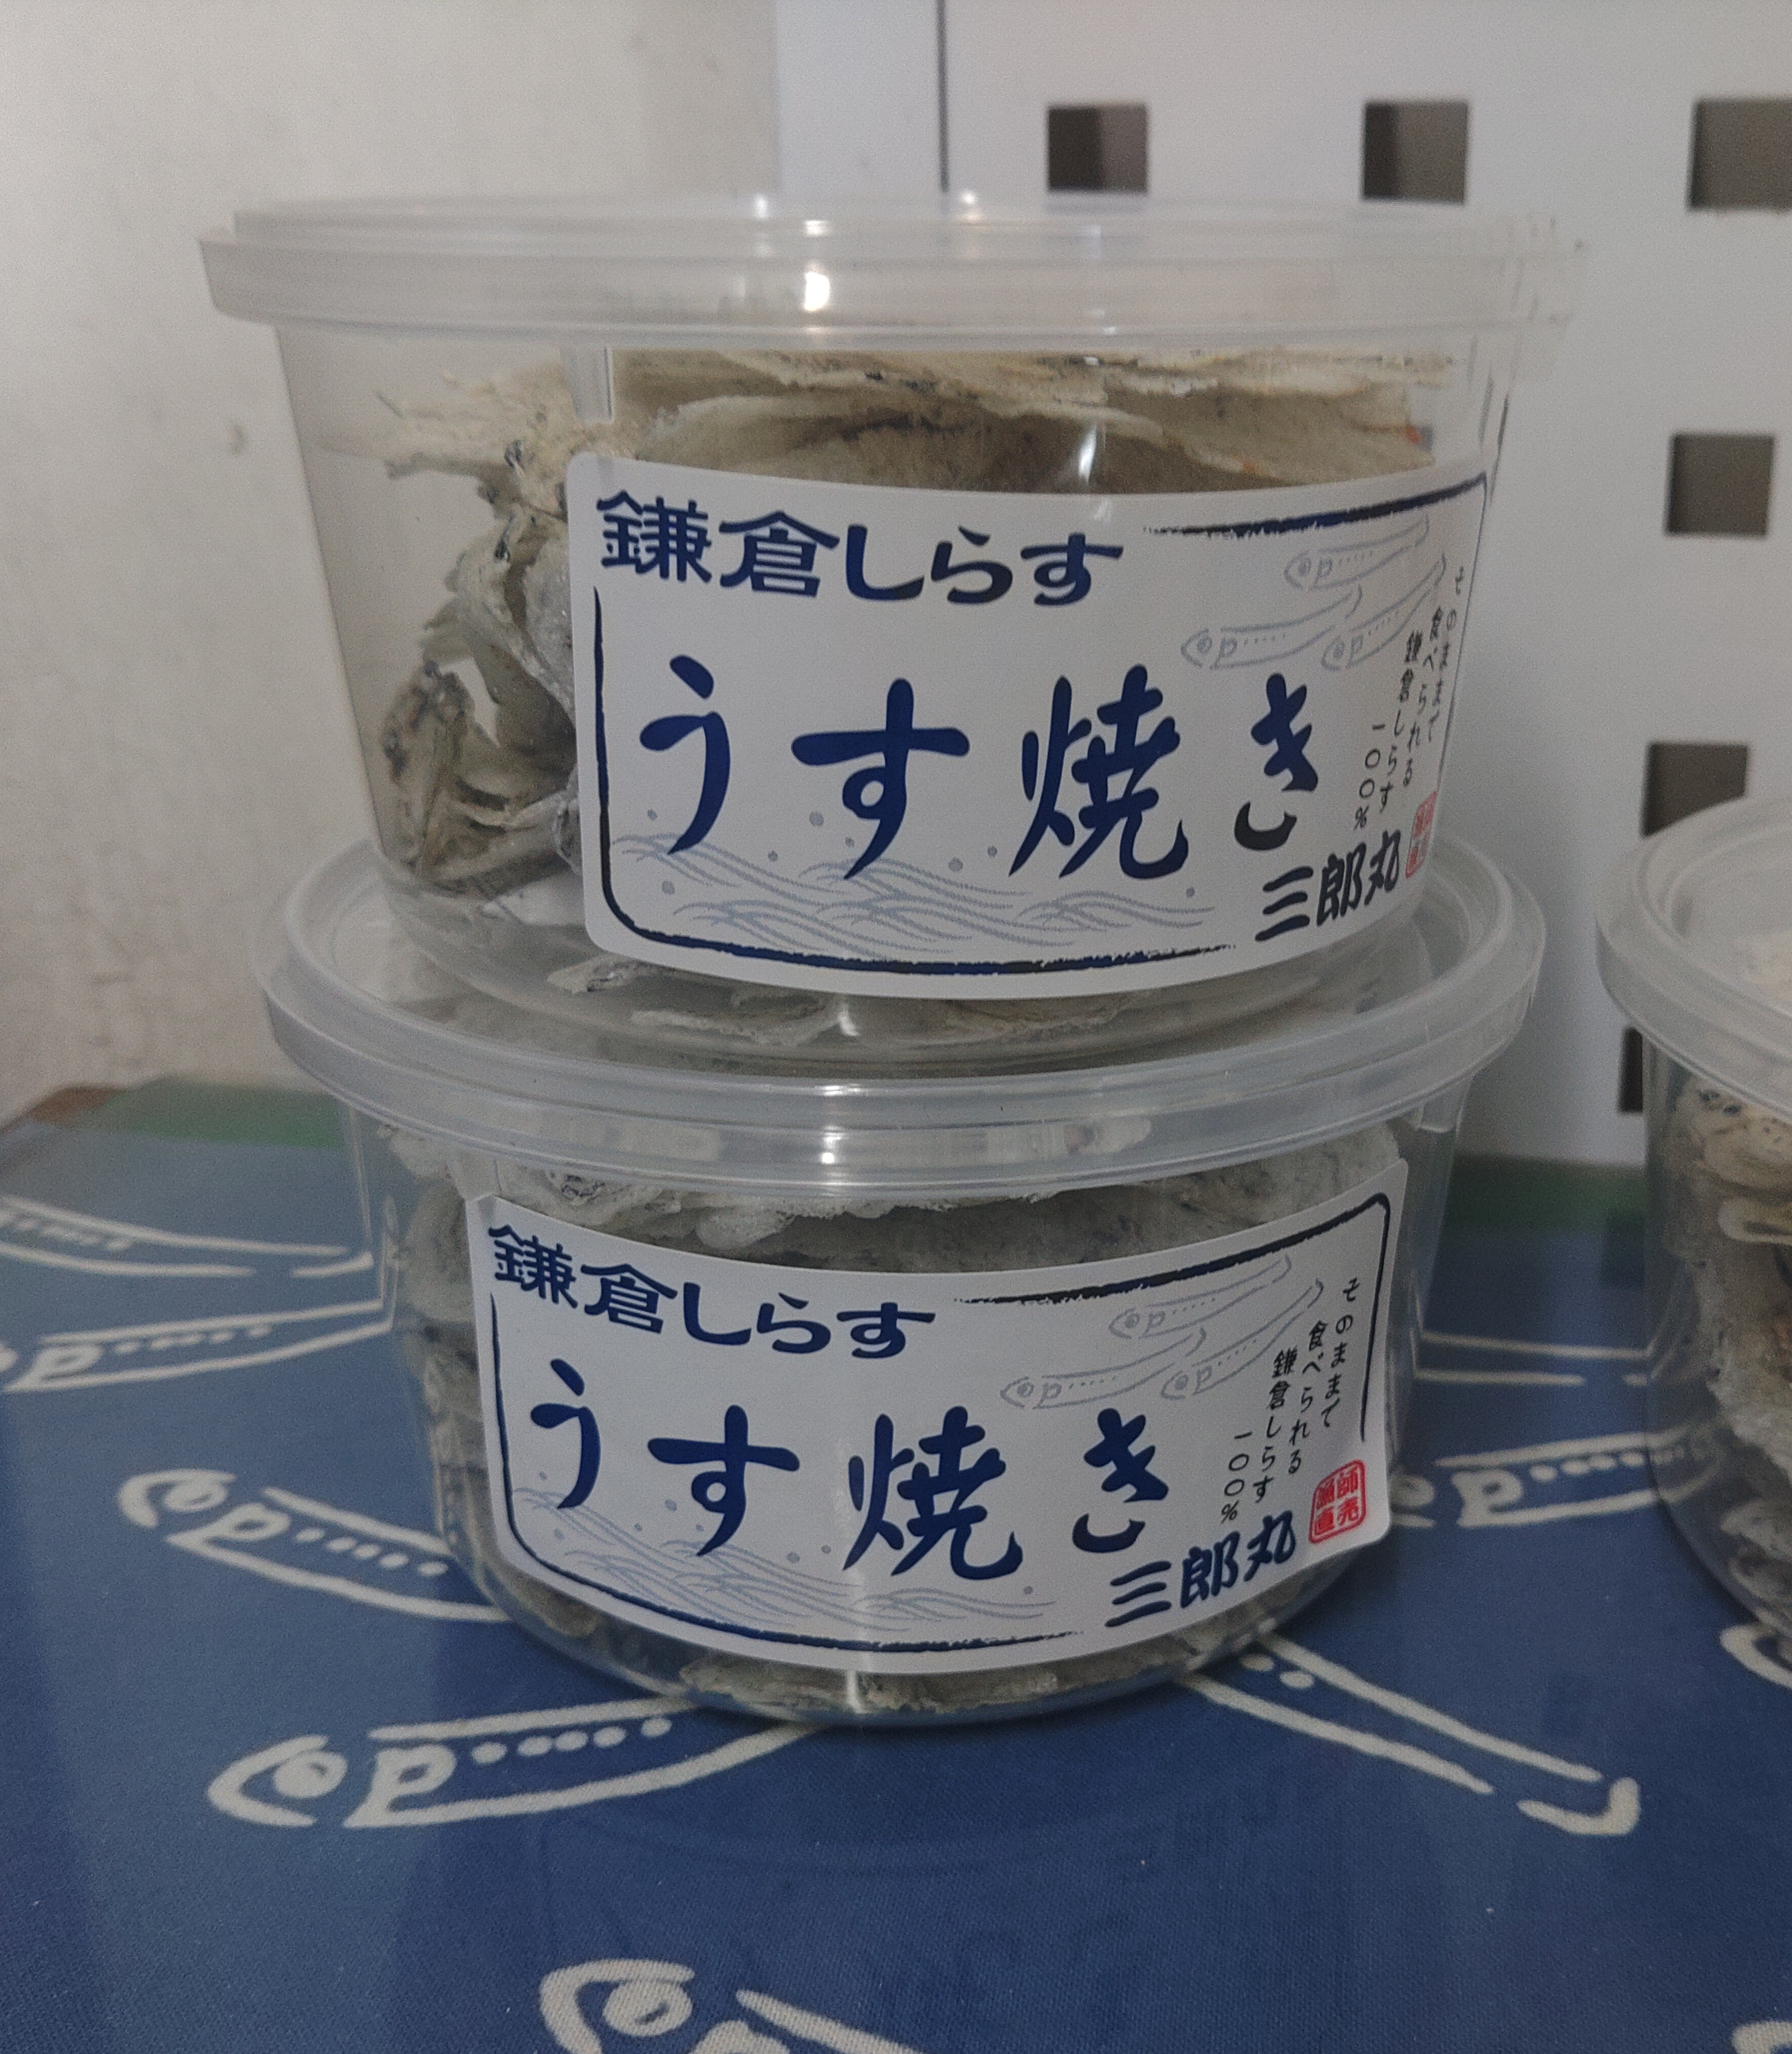 鎌倉しらす
うす焼き
そのままで
食べられる
鎌倉しらす
一〇〇%
三郎丸
鎌倉しらす
うす焼き
そのままで
食べられる
鎌倉しらす
一〇〇%
三郎丸
漁師
直売